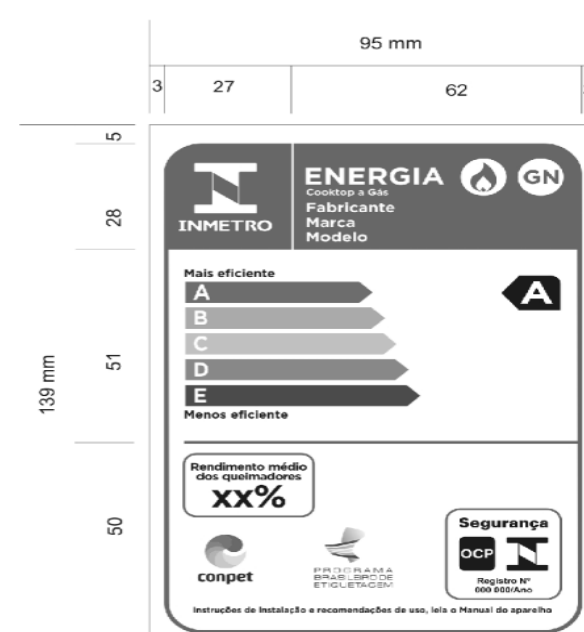 95 mm
3 27 62
5
28
139 mm
51
50
INMETRO
ENERGIA
GN
Cooktop a Gás
Fabricante
Marca
Modelo
Mais eficiente
A
A
B
C
D
E
Menos eficiente
Rendimento médio
dos queimadores
XX%
conpet
PROGRAMA
BRASILEIRO DE
ETIQUETAGEM
Segurança
OCP
Registro Nº
000 000/Ano
Instruções de Instalação e recomendações de uso, leia o Manual do aparelho